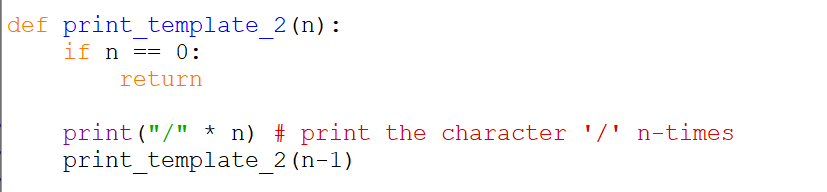 def print_template_2(n):
    if n == 0:
        return

    print("/" * n) # print the character '/' n-times
    print_template_2(n-1)